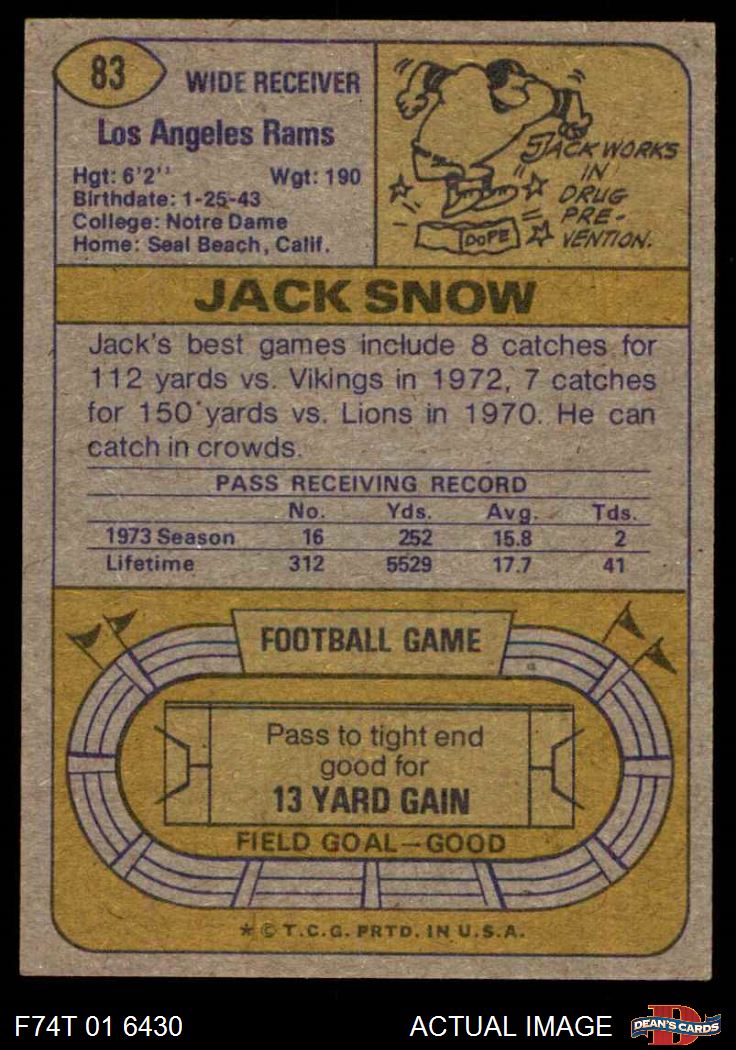 83
WIDE RECEIVER
Los Angeles Rams
Hgt: 6'2'' Wgt: 190
Birthdate: 1-25-43
College: Notre Dame
Home: Seal Beach, Calif.
JACK WORKS
IN
DRUG
PRE-
VENTION.
DOPE
JACK SNOW
Jack's best games include 8 catches for
112 yards vs. Vikings in 1972, 7 catches
for 150 yards vs. Lions in 1970. He can
catch in crowds.
PASS RECEIVING RECORD
No. Yds. Avg. Tds.
1973 Season 16 252 15.8 2
Lifetime 312 5529 17.7 41
FOOTBALL GAME
Pass to tight end
good for
13 YARD GAIN
FIELD GOAL—GOOD
* © T.C.G. PRTD. IN U.S.A.
F74T 01 6430 ACTUAL IMAGE DEAN'S CARDS